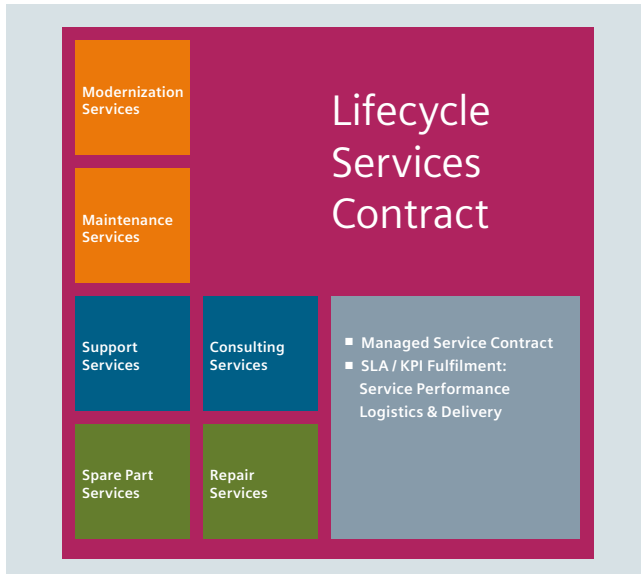 Modernization
Services
Lifecycle
Services
Contract
Maintenance
Services
Support
Services
Consulting
Services
■ Managed Service Contract
■ SLA / KPI Fulfilment:
Service Performance
Logistics & Delivery
Spare Part
Services
Repair
Services